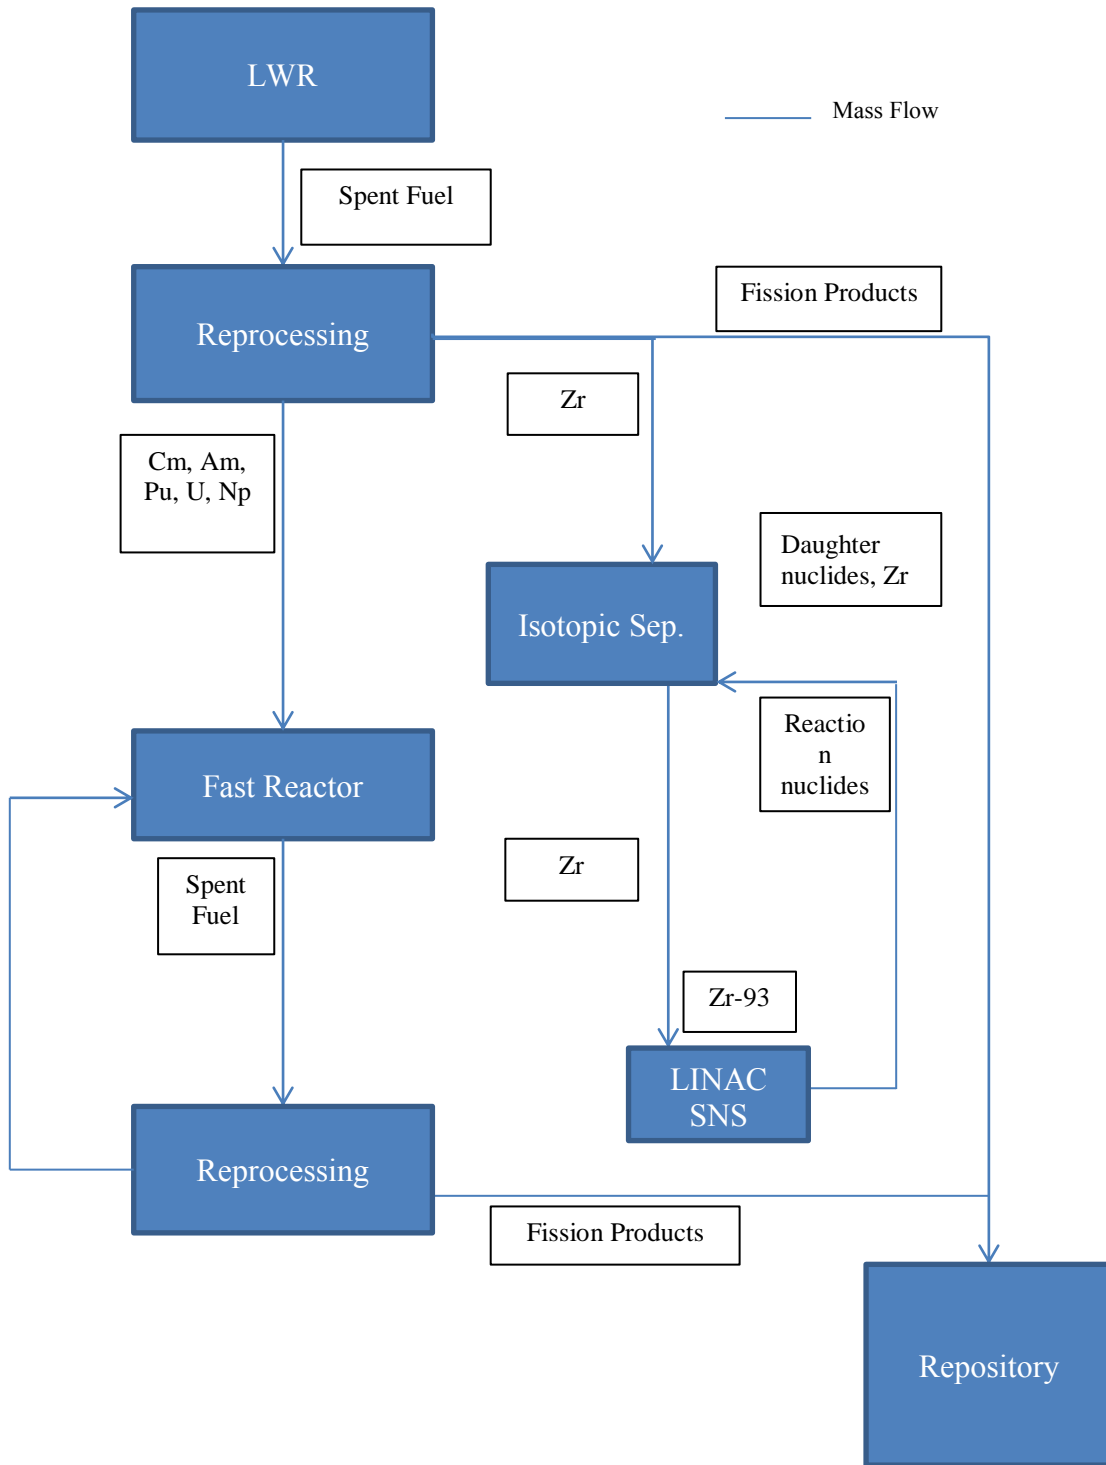 LWR
Mass Flow
Spent Fuel
Fission Products
Reprocessing
Zr
Cm, Am,
Pu, U, Np
Daughter
nuclides, Zr
Isotopic Sep.
Reactio
n
nuclides
Fast Reactor
Zr
Spent
Fuel
Zr-93
LINAC
SNS
Reprocessing
Fission Products
Repository